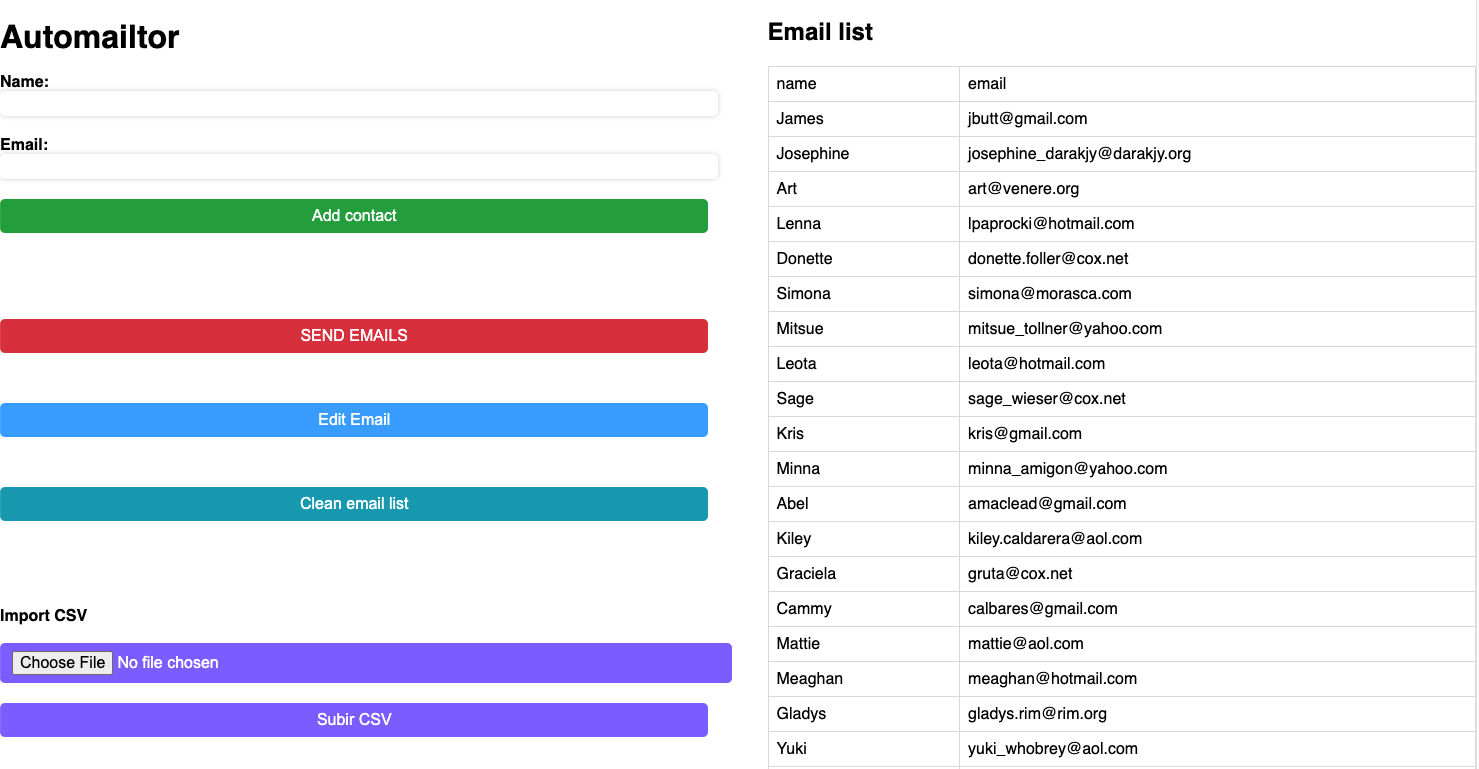 Automailtor
Name:
Email:
Add contact
SEND EMAILS
Edit Email
Clean email list
Import CSV
Choose File No file chosen
Subir CSV
Email list
name email
James jbutt@gmail.com
Josephine josephine_darakjy@darakjy.org
Art art@venere.org
Lenna lpaprocki@hotmail.com
Donette donette.foller@cox.net
Simona simona@morasca.com
Mitsue mitsue_tollner@yahoo.com
Leota leota@hotmail.com
Sage sage_wieser@cox.net
Kris kris@gmail.com
Minna minna_amigon@yahoo.com
Abel amaclead@gmail.com
Kiley kiley.caldarera@aol.com
Graciela gruta@cox.net
Cammy calbares@gmail.com
Mattie mattie@aol.com
Meaghan meaghan@hotmail.com
Gladys gladys.rim@rim.org
Yuki yuki_whobrey@aol.com